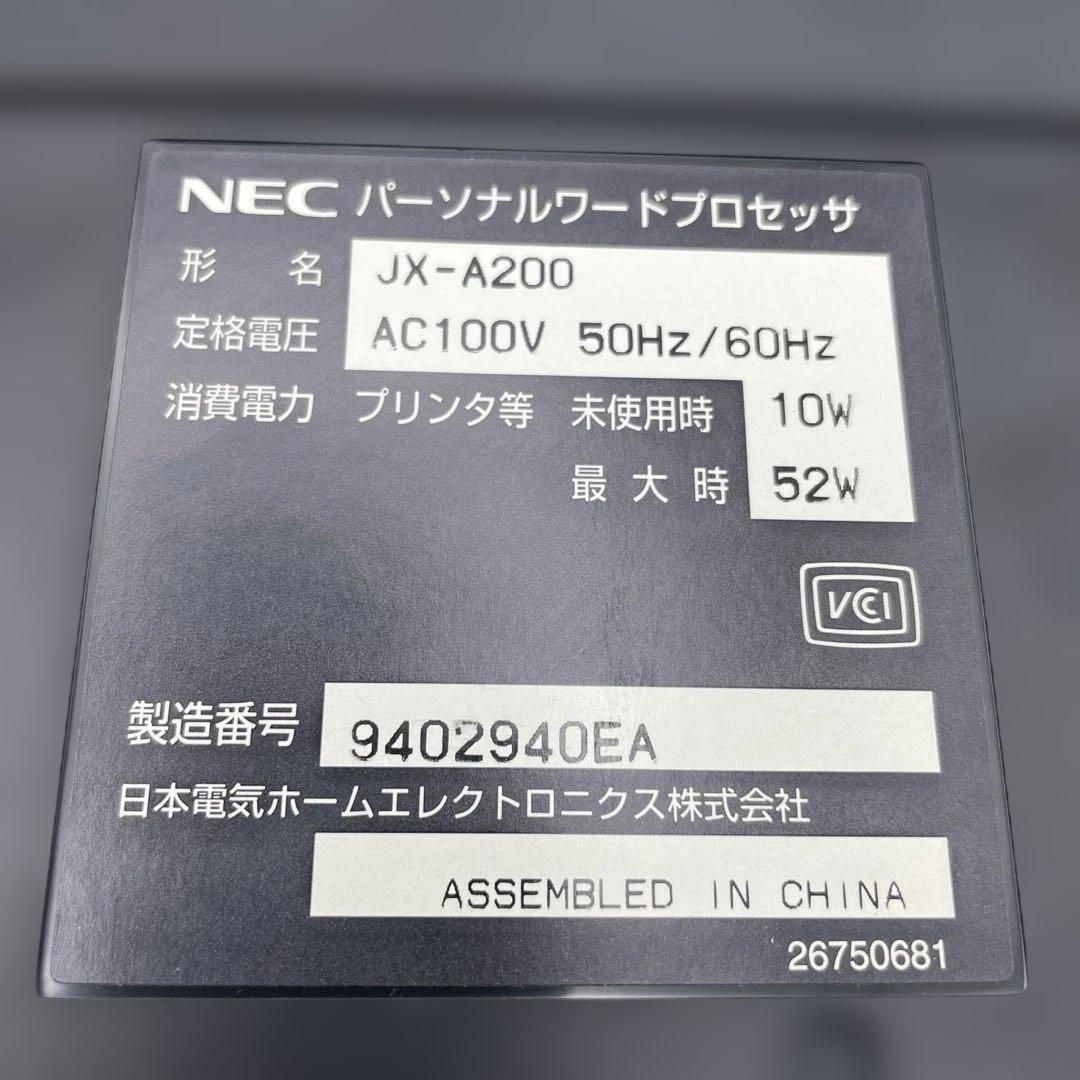 NEC パーソナルワードプロセッサ
形 名 JX-A200
定格電圧 AC100V 50Hz/60Hz
消費電力 プリンタ等 未使用時 10W
最大時 52W
VCCI
製造番号 9402940EA
日本電気ホームエレクトロニクス株式会社
ASSEMBLED IN CHINA
26750681